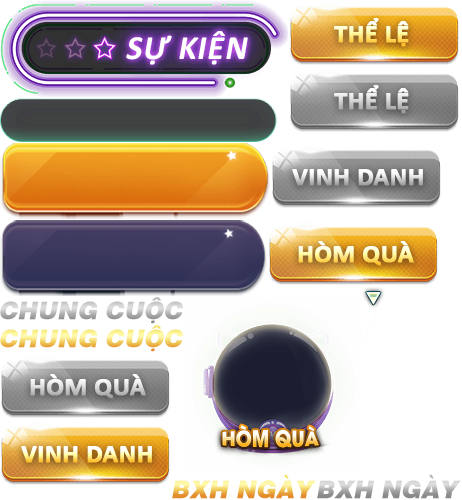 SỰ KIỆN
THỂ LỆ
THỂ LỆ
VINH DANH
HÒM QUÀ
CHUNG CUỘC
CHUNG CUỘC
HÒM QUÀ
VINH DANH
HÒM QUÀ
BXH NGÀY BXH NGÀY